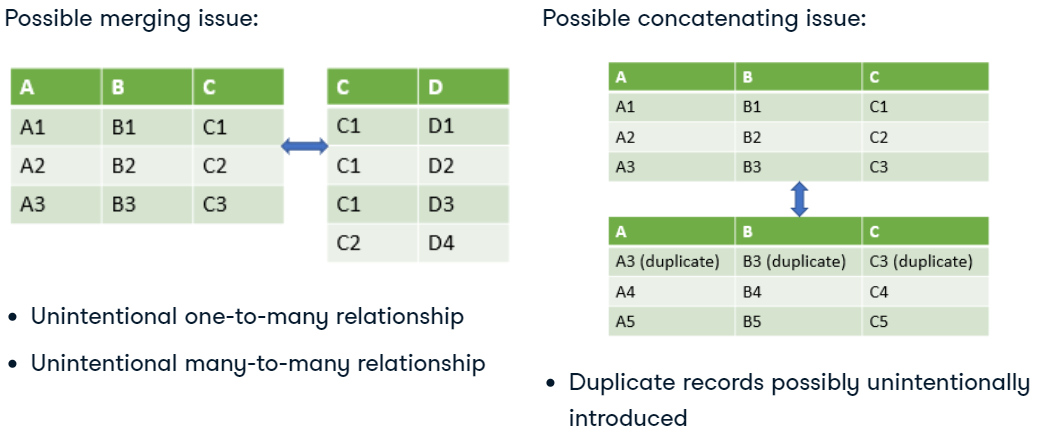 Possible merging issue:
A B C
A1 B1 C1
A2 B2 C2
A3 B3 C3
C D
C1 D1
C1 D2
C1 D3
C2 D4
• Unintentional one-to-many relationship
• Unintentional many-to-many relationship
Possible concatenating issue:
A B C
A1 B1 C1
A2 B2 C2
A3 B3 C3
A B C
A3 (duplicate) B3 (duplicate) C3 (duplicate)
A4 B4 C4
A5 B5 C5
• Duplicate records possibly unintentionally
introduced